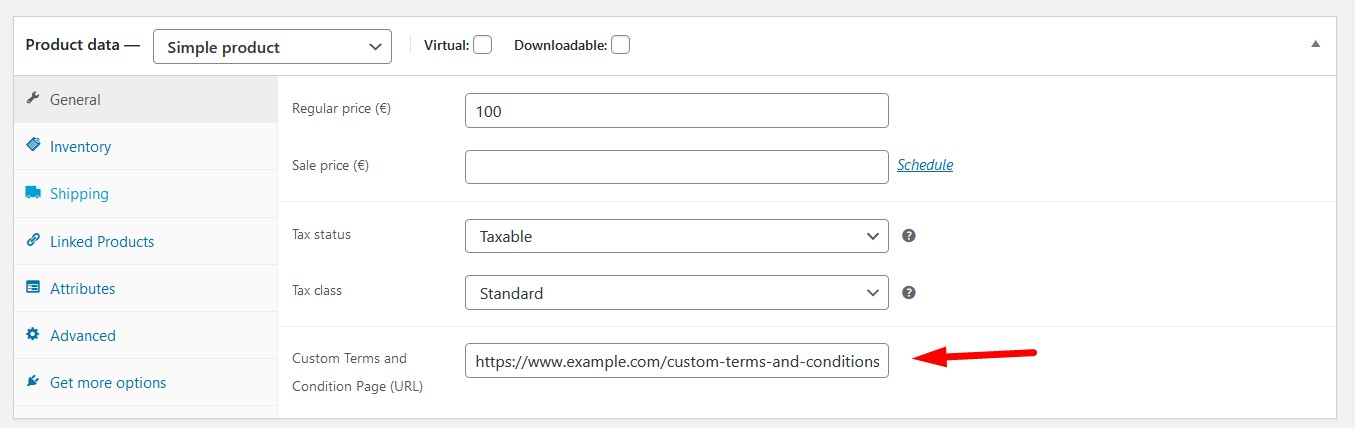 Product data — Simple product Virtual: Downloadable:
General
Inventory
Shipping
Linked Products
Attributes
Advanced
Get more options
Regular price (€) 100
Sale price (€) Schedule
Tax status Taxable
Tax class Standard
Custom Terms and
Condition Page (URL)
https://www.example.com/custom-terms-and-conditions